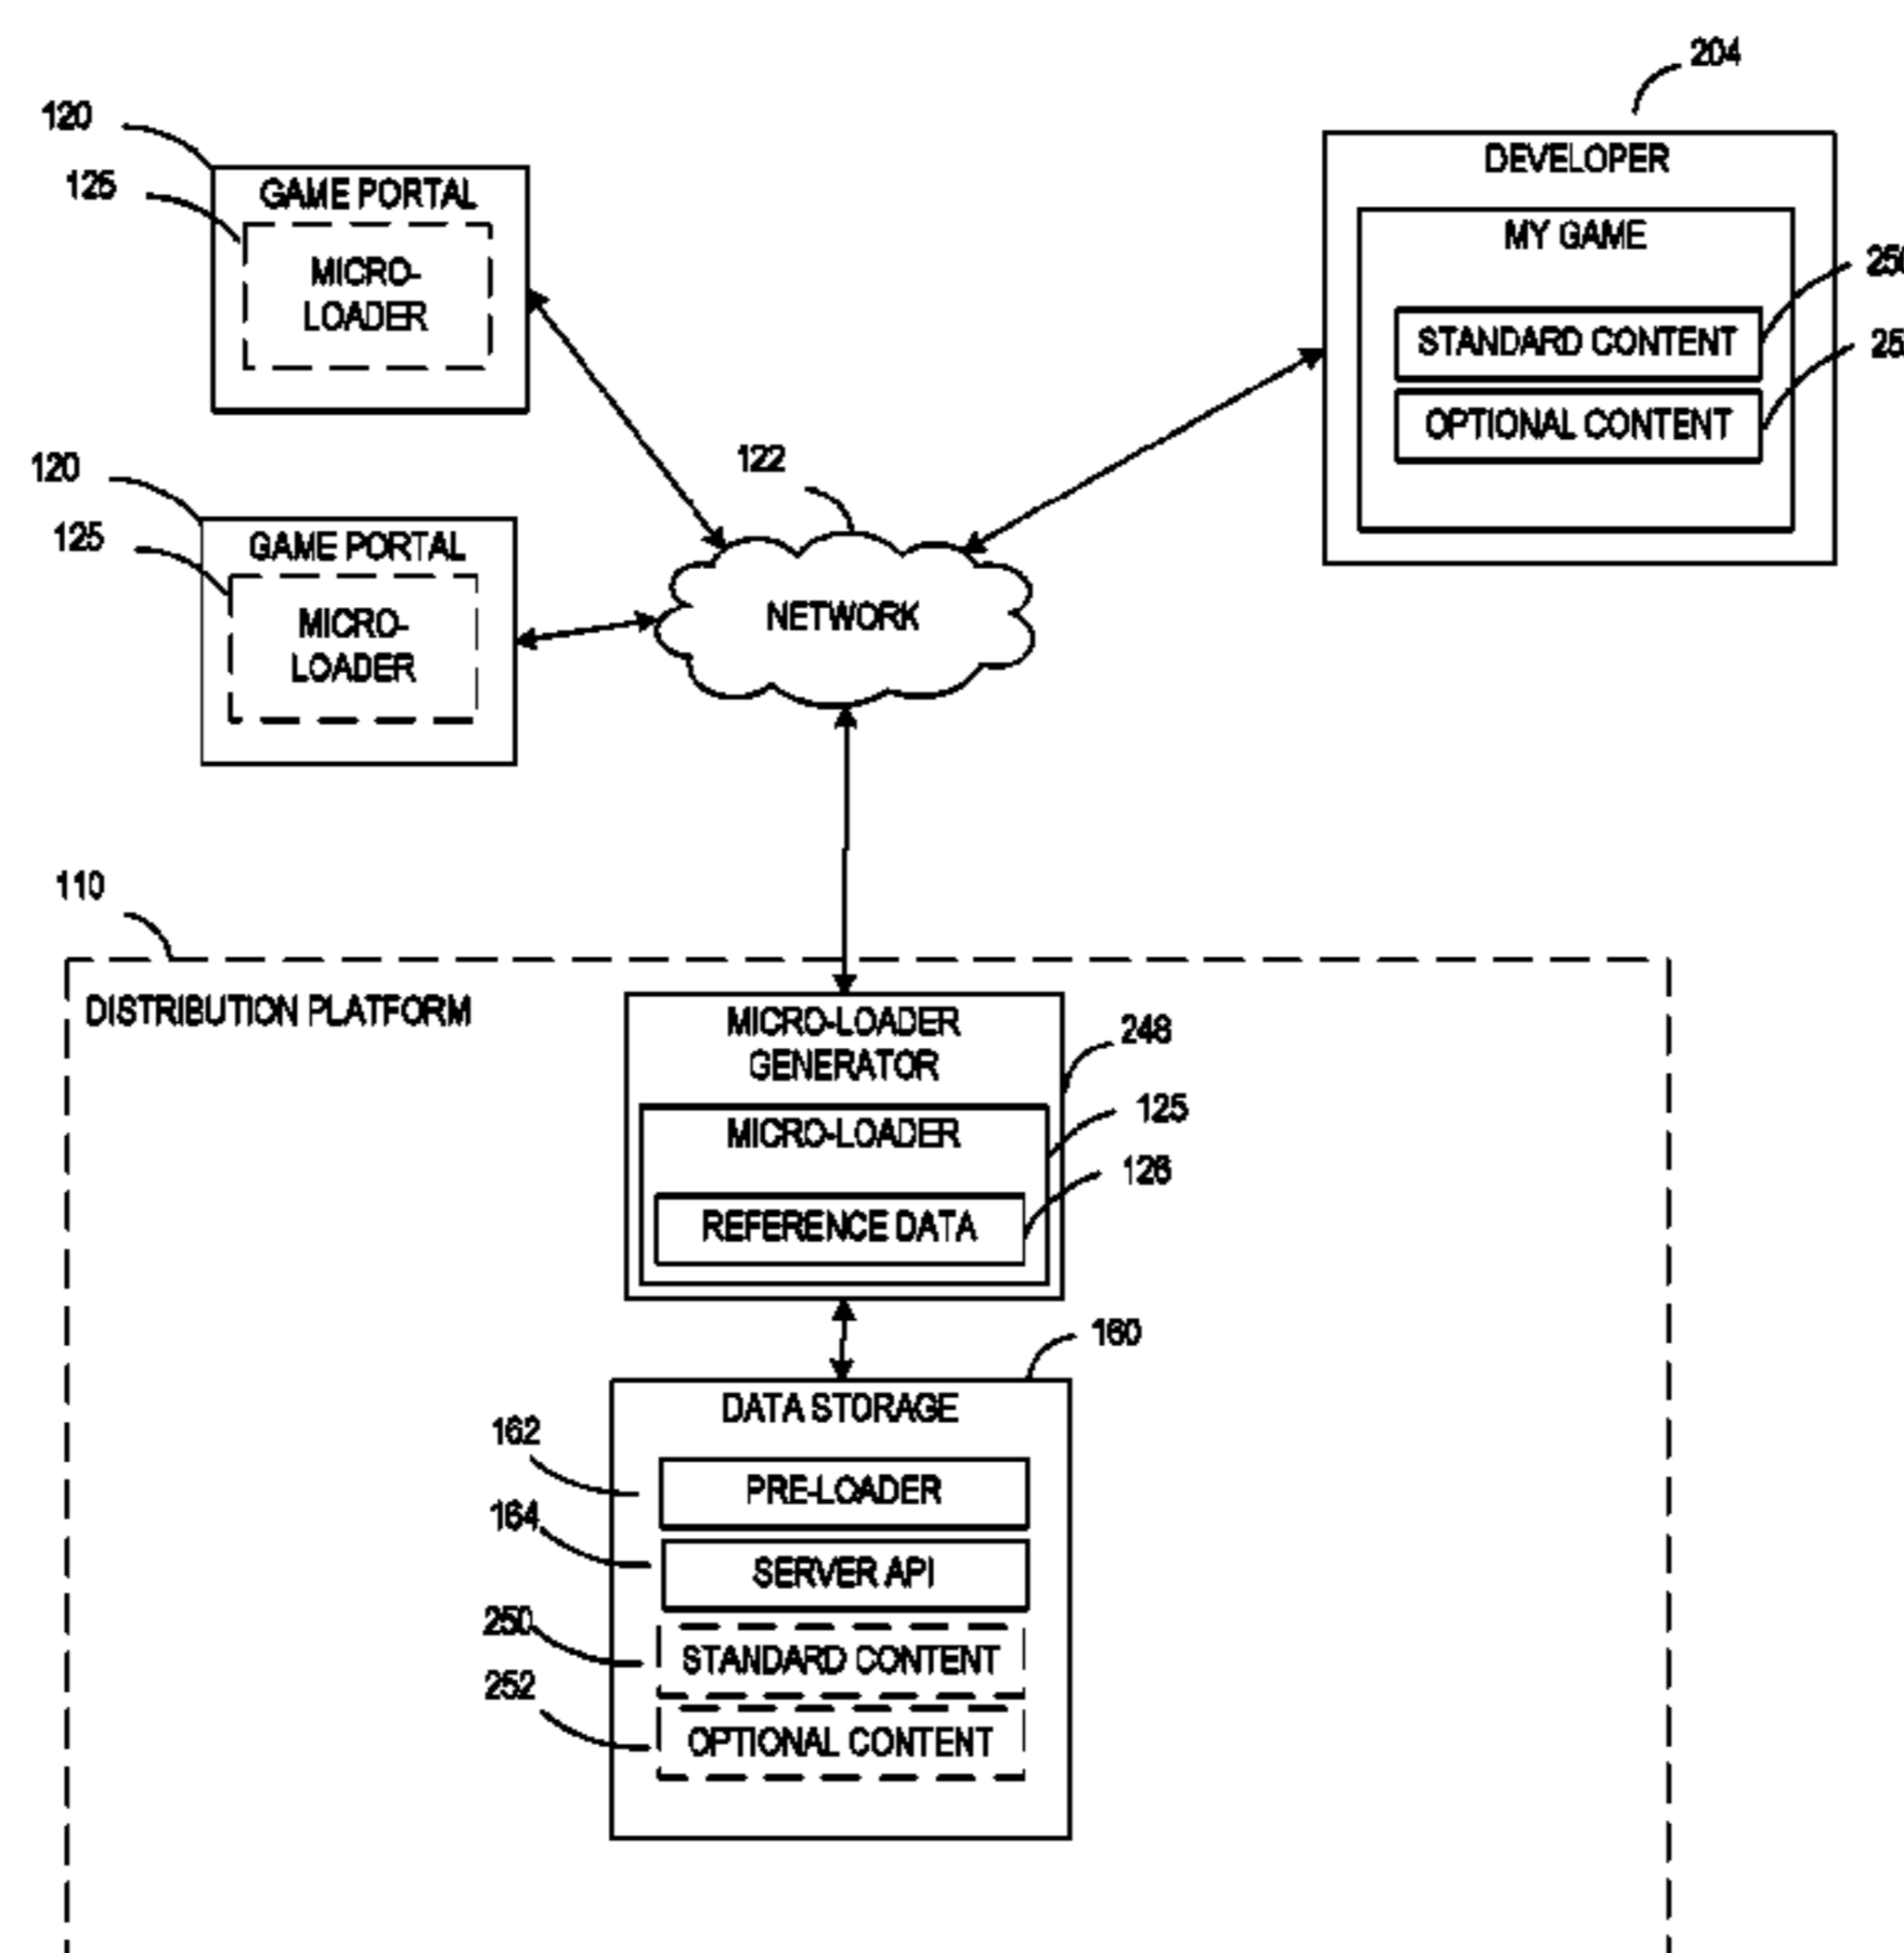 204
120
DEVELOPER
125
GAME PORTAL
MY GAME
MICRO-
LOADER
STANDARD CONTENT
OPTIONAL CONTENT
120
122
125
GAME PORTAL
MICRO-
LOADER
NETWORK
110
DISTRIBUTION PLATFORM
MICRO-LOADER
GENERATOR
248
125
MICRO-LOADER
126
REFERENCE DATA
160
DATA STORAGE
162
PRE-LOADER
164
SERVER API
250
STANDARD CONTENT
252
OPTIONAL CONTENT